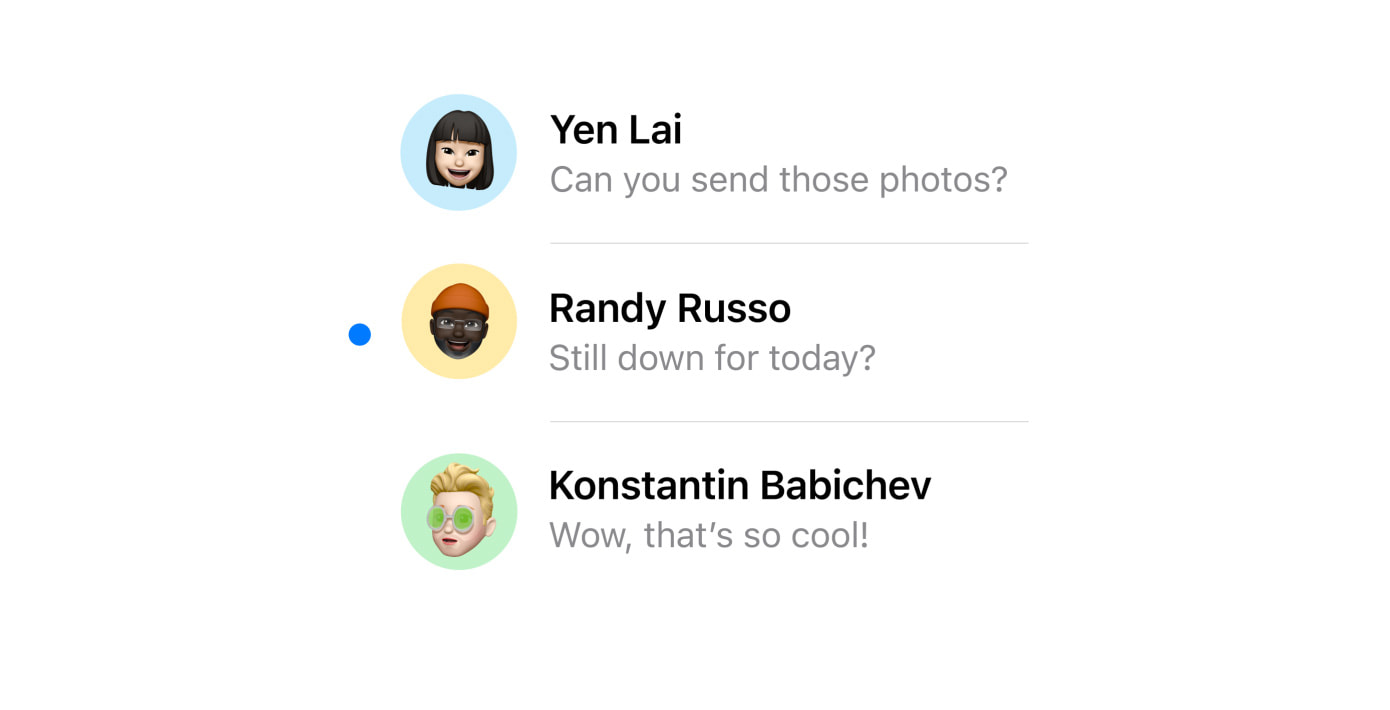 Yen Lai
Can you send those photos?
Randy Russo
Still down for today?
Konstantin Babichev
Wow, that’s so cool!